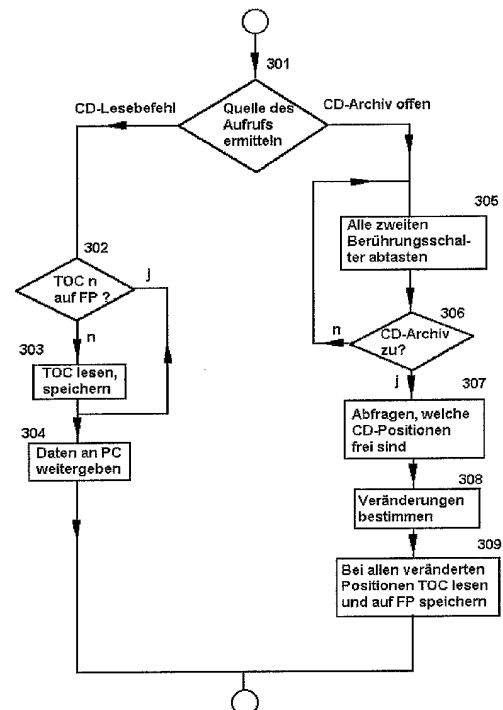 301
CD-Lesebefehl
Quelle des
Aufrufs
ermitteln
CD-Archiv offen
302
TOC n
auf FP ?
j
n
303
TOC lesen,
speichern
304
Daten an PC
weitergeben
305
Alle zweiten
Berührungsschal-
ter abtasten
306
n
CD-Archiv
zu?
j
307
Abfragen, welche
CD-Positionen
frei sind
308
Veränderungen
bestimmen
309
Bei allen veränderten
Positionen TOC lesen
und auf FP speichern